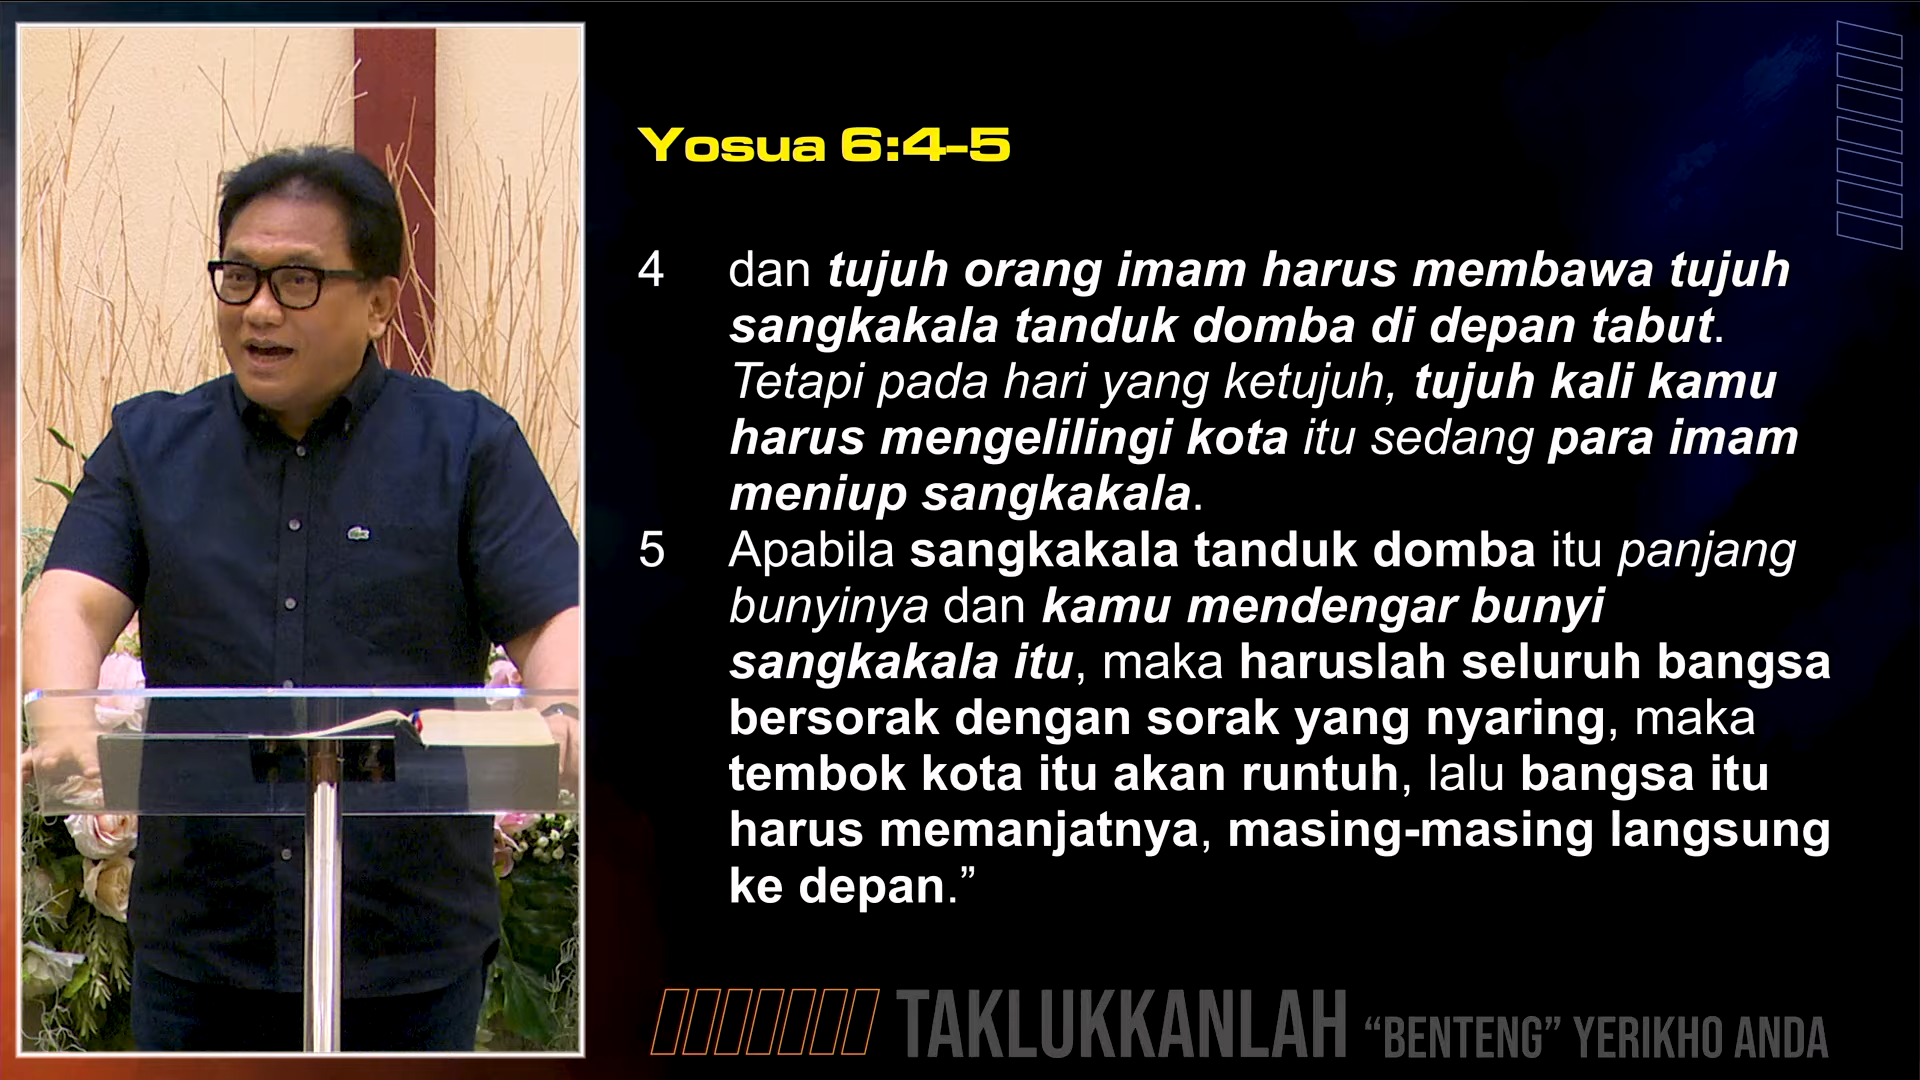 Yosua 6:4-5
4 dan tujuh orang imam harus membawa tujuh
sangkakala tanduk domba di depan tabut.
Tetapi pada hari yang ketujuh, tujuh kali kamu
harus mengelilingi kota itu sedang para imam
meniup sangkakala.
5 Apabila sangkakala tanduk domba itu panjang
bunyinya dan kamu mendengar bunyi
sangkakala itu, maka haruslah seluruh bangsa
bersorak dengan sorak yang nyaring, maka
tembok kota itu akan runtuh, lalu bangsa itu
harus memanjatnya, masing-masing langsung
ke depan.”
TAKLUKKANLAH “BENTENG” YERIKHO ANDA